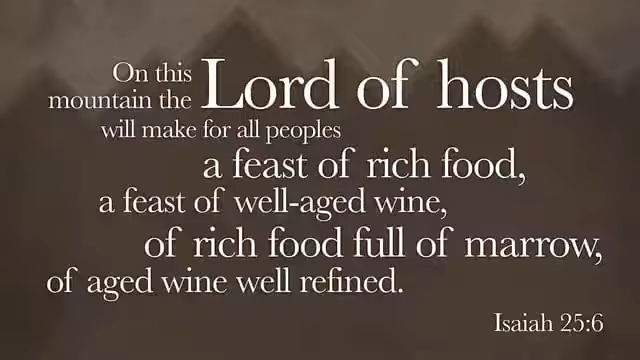 On this
mountain the Lord of hosts
will make for all peoples
a feast of rich food,
a feast of well-aged wine,
of rich food full of marrow,
of aged wine well refined.
Isaiah 25:6